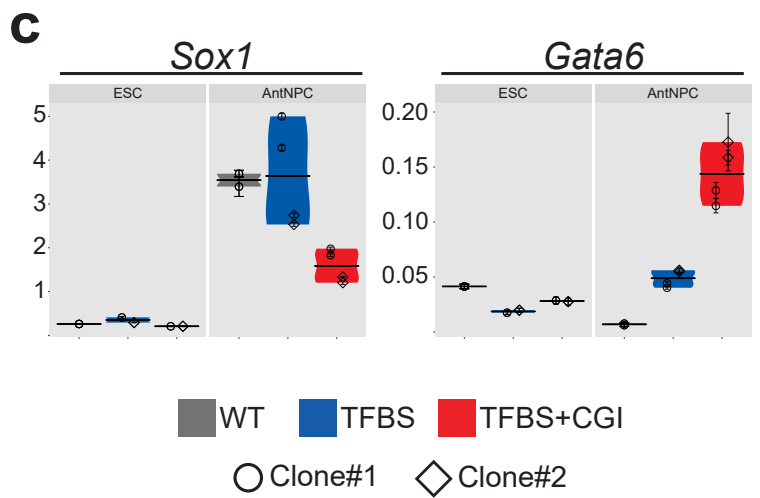 c
Sox1
Gata6
ESC
AntNPC
ESC
AntNPC
5
4
3
2
1
0.20
0.15
0.10
0.05
WT
TFBS
TFBS+CGI
Clone#1
Clone#2